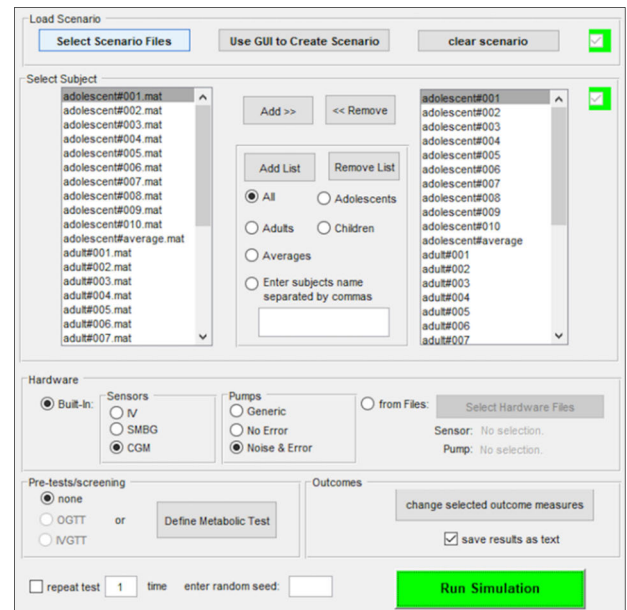 Load Scenario
Select Scenario Files
Use GUI to Create Scenario
clear scenario
Select Subject
adolescent#001.mat
adolescent#002.mat
adolescent#003.mat
adolescent#004.mat
adolescent#005.mat
adolescent#006.mat
adolescent#007.mat
adolescent#008.mat
adolescent#009.mat
adolescent#010.mat
adolescent#average.mat
adult#001.mat
adult#002.mat
adult#003.mat
adult#004.mat
adult#005.mat
adult#006.mat
adult#007.mat
Add >>
<< Remove
Add List
Remove List
All
Adolescents
Adults
Children
Averages
Enter subjects name
separated by commas
adolescent#001
adolescent#002
adolescent#003
adolescent#004
adolescent#005
adolescent#006
adolescent#007
adolescent#008
adolescent#009
adolescent#010
adolescent#average
adult#001
adult#002
adult#003
adult#004
adult#005
adult#006
adult#007
Hardware
Built-In:
Sensors
IV
SMBG
CGM
Pumps
Generic
No Error
Noise & Error
from Files:
Select Hardware Files
Sensor: No selection.
Pump: No selection.
Pre-tests/screening
none
OGTT
IVGTT
or
Define Metabolic Test
Outcomes
change selected outcome measures
save results as text
repeat test 1 time enter random seed:
Run Simulation